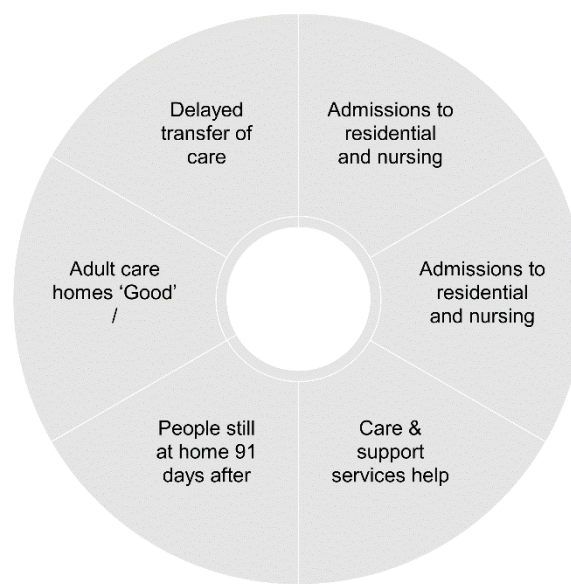 Delayed
transfer of
care
Admissions to
residential
and nursing
Adult care
homes ‘Good’
/
Admissions to
residential
and nursing
People still
at home 91
days after
Care &
support
services help